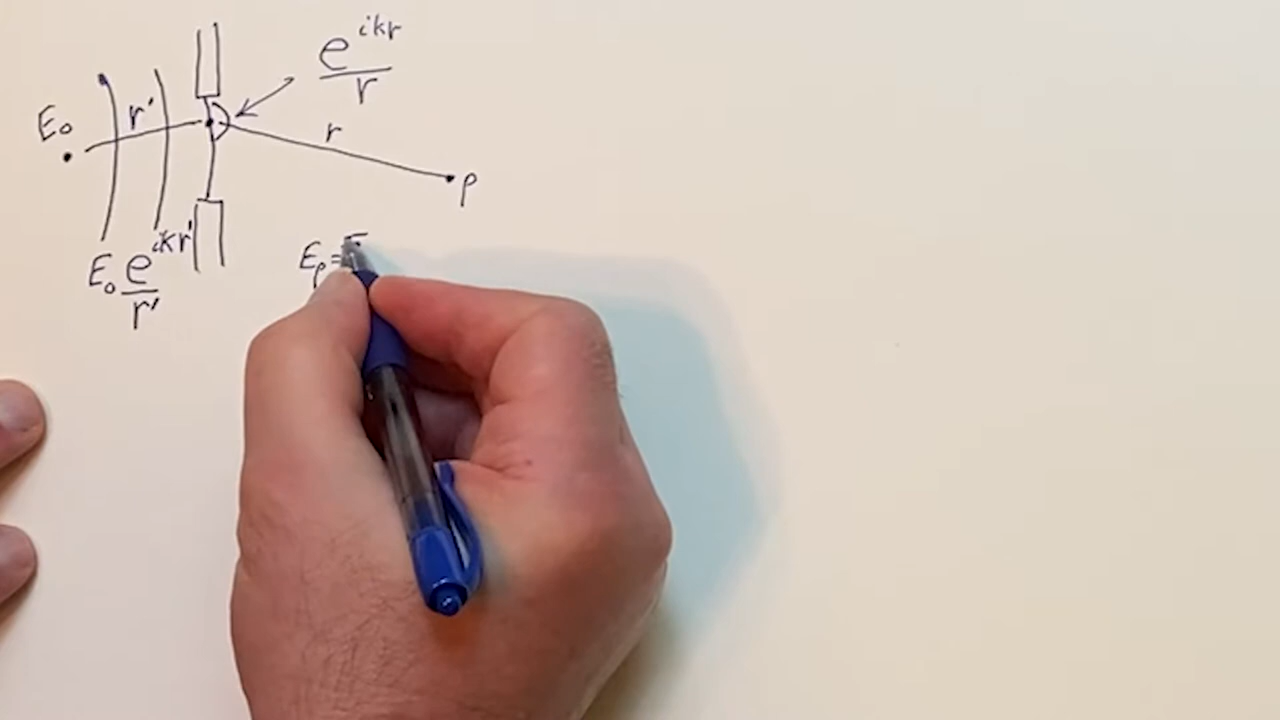 e^{ikr}/r
E₀ r'
r
P
E₀ e^{ikr'}/r'
E_p =